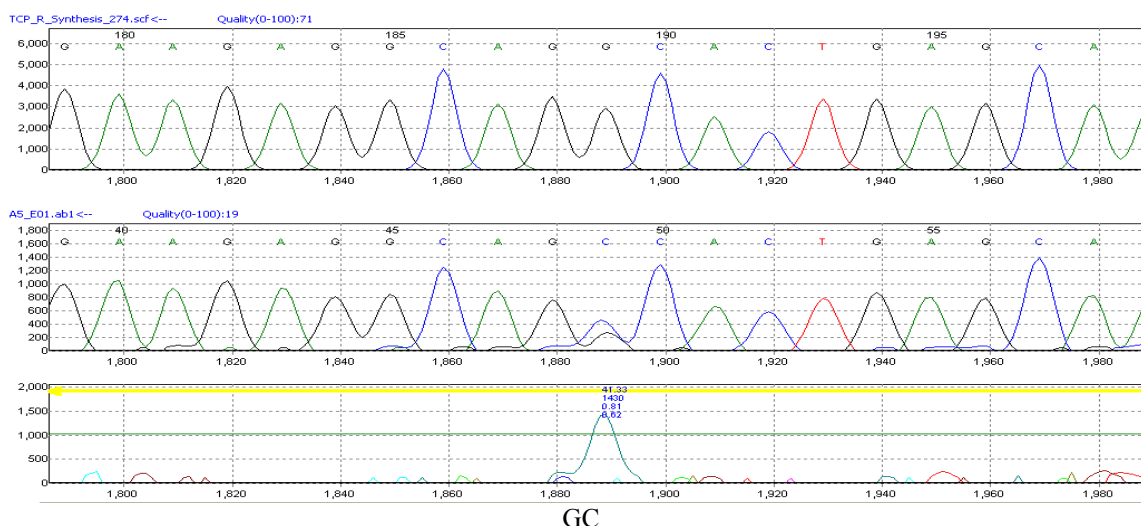 TCP_R_Synthesis_274.scf<-- Quality(0-100):71
180 185 190 195
G A A G A G G C A G G C A C T G A G C A
6,000
5,000
4,000
3,000
2,000
1,000
0
1,800 1,820 1,840 1,860 1,880 1,900 1,920 1,940 1,960 1,980
A5_E01.ab1<-- Quality(0-100):19
40 45 50 55
G A A G A G G C A G C C A C T G A G C A
1,800
1,600
1,400
1,200
1,000
800
600
400
200
0
1,800 1,820 1,840 1,860 1,880 1,900 1,920 1,940 1,960 1,980
2,000
1,500
1,000
500
0
41.33
1430
0.81
1,800 1,820 1,840 1,860 1,880 1,900 1,920 1,940 1,960 1,980
GC